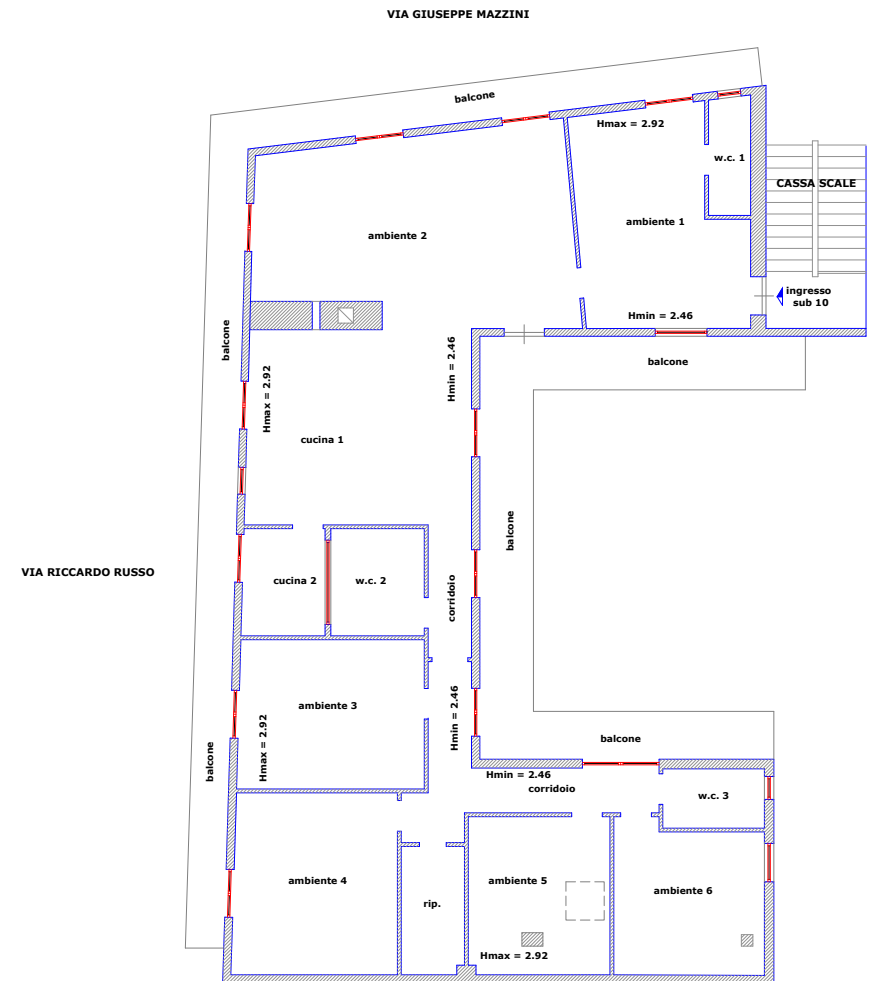 VIA GIUSEPPE MAZZINI
balcone
Hmax = 2.92
w.c. 1
CASSA SCALE
ambiente 1
ambiente 2
ingresso
sub 10
Hmin = 2.46
balcone
balcone
Hmax = 2.92
Hmin = 2.46
cucina 1
balcone
VIA RICCARDO RUSSO
cucina 2
w.c. 2
corridoio
ambiente 3
Hmin = 2.46
Hmax = 2.92
balcone
balcone
Hmin = 2.46
corridoio
w.c. 3
ambiente 4
ambiente 5
ambiente 6
rip.
Hmax = 2.92